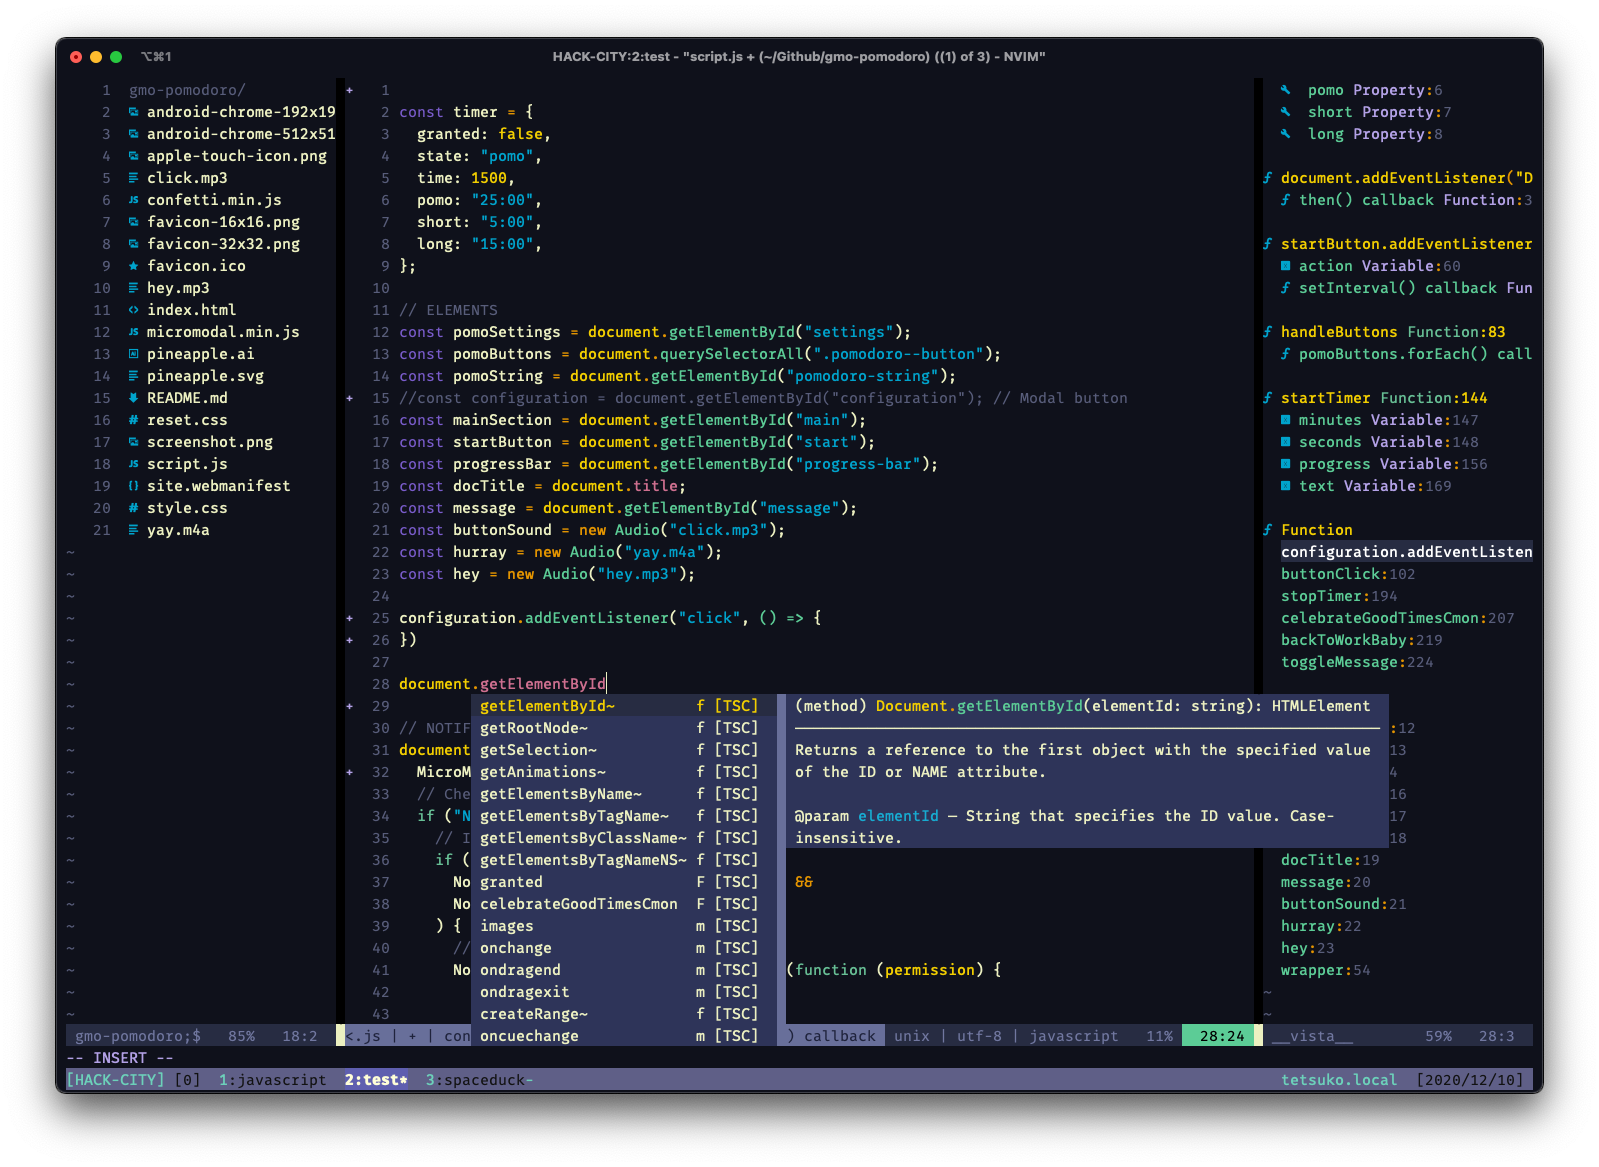 ⌥⌘1
HACK-CITY:2:test - "script.js + (~/Github/gmo-pomodoro) ((1) of 3) - NVIM"
1 gmo-pomodoro/
2 android-chrome-192x19
3 android-chrome-512x51
4 apple-touch-icon.png
5 click.mp3
6 JS confetti.min.js
7 favicon-16x16.png
8 favicon-32x32.png
9 favicon.ico
10 hey.mp3
11 <> index.html
12 JS micromodal.min.js
13 Ai pineapple.ai
14 pineapple.svg
15 README.md
16 # reset.css
17 screenshot.png
18 JS script.js
19 {} site.webmanifest
20 # style.css
21 yay.m4a
+ 1
2 const timer = {
3 granted: false,
4 state: "pomo",
5 time: 1500,
6 pomo: "25:00",
7 short: "5:00",
8 long: "15:00",
9 };
10
11 // ELEMENTS
12 const pomoSettings = document.getElementById("settings");
13 const pomoButtons = document.querySelectorAll(".pomodoro--button");
14 const pomoString = document.getElementById("pomodoro-string");
+ 15 //const configuration = document.getElementById("configuration"); // Modal button
16 const mainSection = document.getElementById("main");
17 const startButton = document.getElementById("start");
18 const progressBar = document.getElementById("progress-bar");
19 const docTitle = document.title;
20 const message = document.getElementById("message");
21 const buttonSound = new Audio("click.mp3");
22 const hurray = new Audio("yay.m4a");
23 const hey = new Audio("hey.mp3");
24
+ 25 configuration.addEventListener("click", () => {
+ 26 })
27
28 document.getElementById
+ 29
30 // NOTIF
31 document
+ 32 MicroM
33 // Che
34 if ("N
35 // I
36 if (
37 No &&
38 No
39 ) {
40 //
41 No (function (permission) {
42
43
getElementById~ f [TSC]
getRootNode~ f [TSC]
getSelection~ f [TSC]
getAnimations~ f [TSC]
getElementsByName~ f [TSC]
getElementsByTagName~ f [TSC]
getElementsByClassName~ f [TSC]
getElementsByTagNameNS~ f [TSC]
granted F [TSC]
celebrateGoodTimesCmon F [TSC]
images m [TSC]
onchange m [TSC]
ondragend m [TSC]
ondragexit m [TSC]
createRange~ f [TSC]
oncuechange m [TSC]
(method) Document.getElementById(elementId: string): HTMLElement
Returns a reference to the first object with the specified value
of the ID or NAME attribute.
@param elementId — String that specifies the ID value. Case-
insensitive.
pomo Property:6
short Property:7
long Property:8
f document.addEventListener("D
f then() callback Function:3
f startButton.addEventListener
action Variable:60
f setInterval() callback Fun
f handleButtons Function:83
f pomoButtons.forEach() call
f startTimer Function:144
minutes Variable:147
seconds Variable:148
progress Variable:156
text Variable:169
f Function
configuration.addEventListen
buttonClick:102
stopTimer:194
celebrateGoodTimesCmon:207
backToWorkBaby:219
toggleMessage:224
:12
13
4
16
17
18
docTitle:19
message:20
buttonSound:21
hurray:22
hey:23
wrapper:54
gmo-pomodoro;$ 85% 18:2
<.js | + | con ) callback unix | utf-8 | javascript 11% 28:24
__vista__ 59% 28:3
-- INSERT --
[HACK-CITY] [0] 1:javascript 2:test* 3:spaceduck- tetsuko.local [2020/12/10]